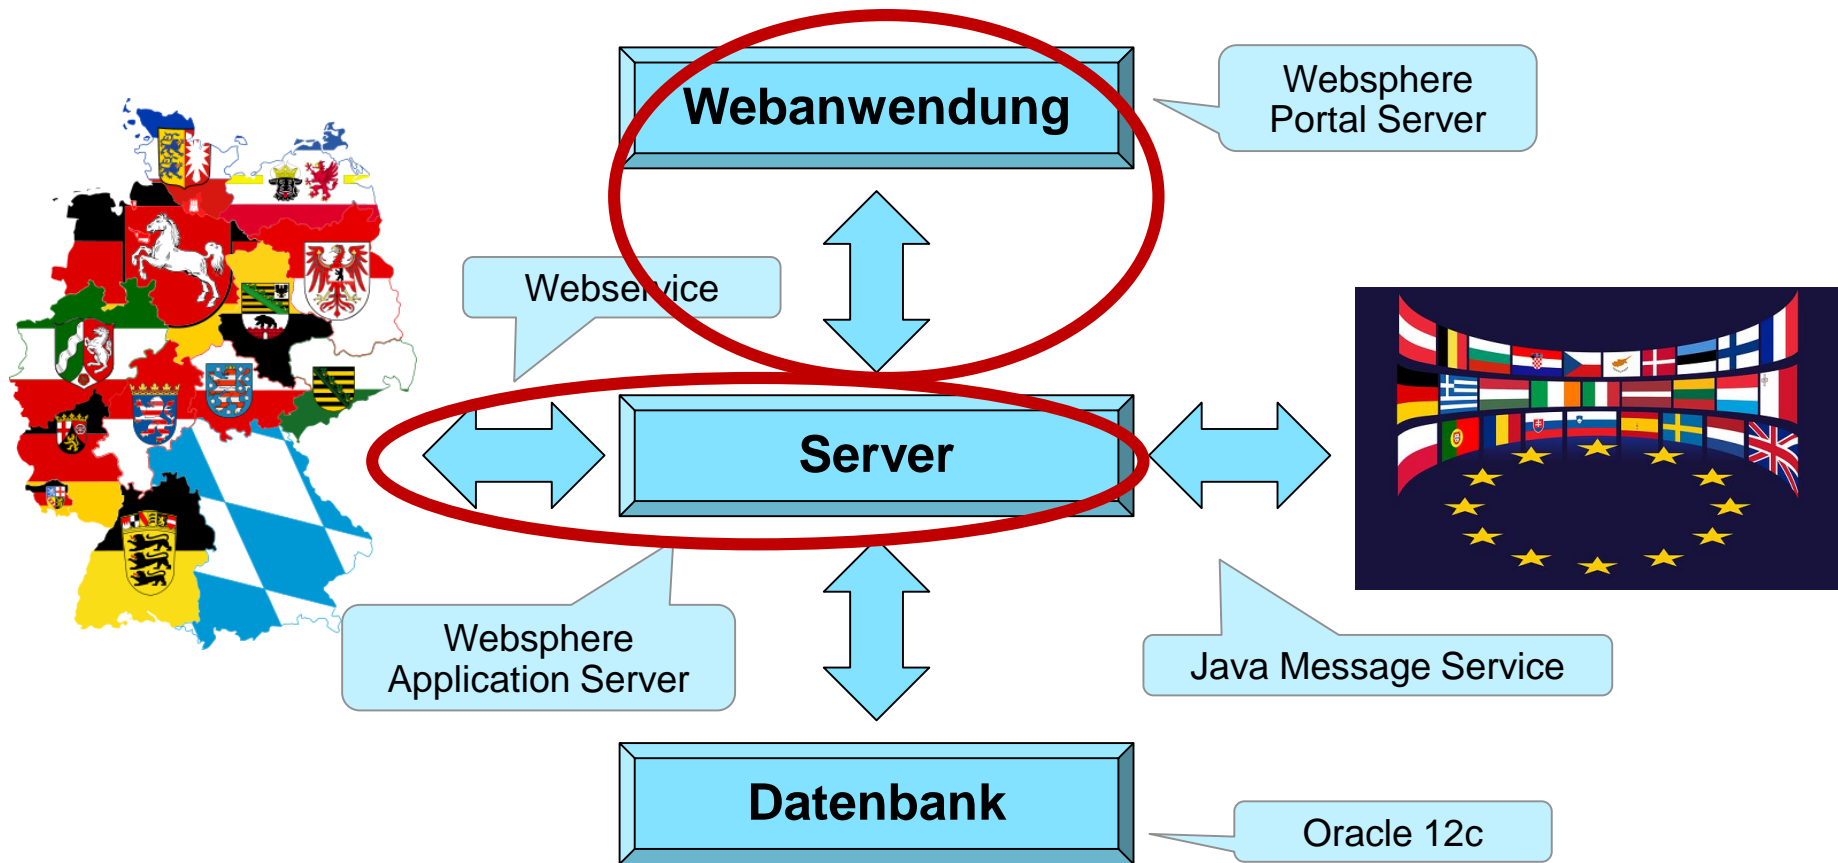 Webanwendung
Websphere
Portal Server
Webservice
Server
Websphere
Application Server
Java Message Service
Datenbank
Oracle 12c